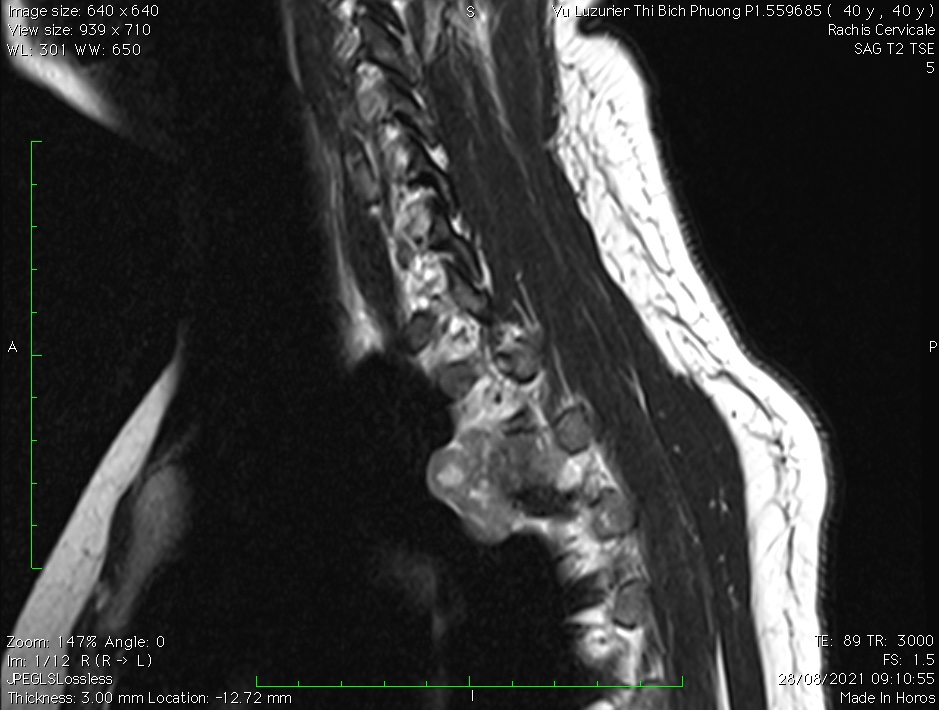 Image size: 640 x 640
View size: 939 x 710
WL: 301 WW: 650
S
Vu Luzurier Thi Bich Phuong P1.559685 ( 40 y , 40 y )
Rachis Cervicale
SAG T2 TSE
5
A
P
Zoom: 147% Angle: 0
Im: 1/12 R (R -> L)
JPEGLSLossless
Thickness: 3.00 mm Location: -12.72 mm
I
TE: 89 TR: 3000
FS: 1.5
28/08/2021 09:10:55
Made In Horos